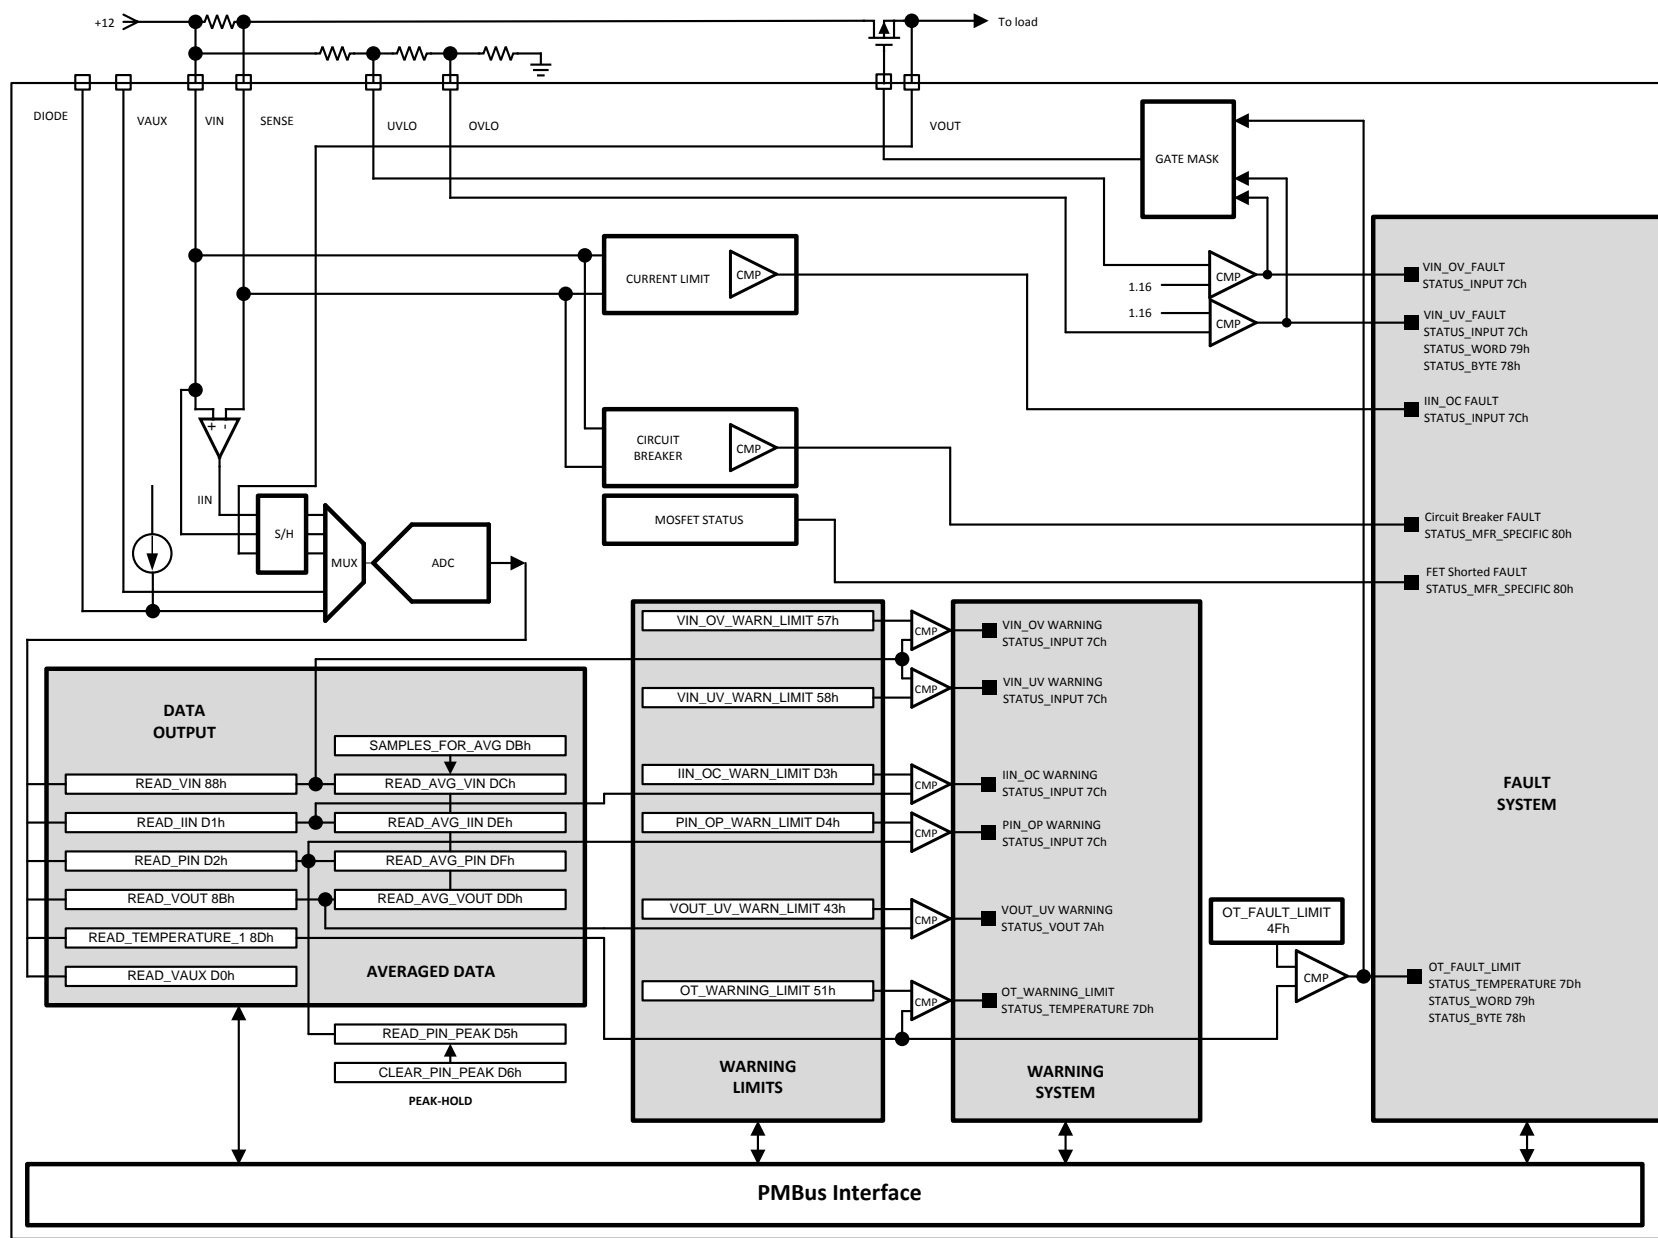 +12
To load
DIODE
VAUX
VIN
SENSE
UVLO
OVLO
VOUT
GATE MASK
CURRENT LIMIT
CMP
CMP
1.16
1.16
CMP
VIN_OV_FAULT
STATUS_INPUT 7Ch
VIN_UV_FAULT
STATUS_INPUT 7Ch
STATUS_WORD 79h
STATUS_BYTE 78h
IIN_OC FAULT
STATUS_INPUT 7Ch
+ -
CIRCUIT
BREAKER
CMP
IIN
S/H
MUX
ADC
MOSFET STATUS
Circuit Breaker FAULT
STATUS_MFR_SPECIFIC 80h
FET Shorted FAULT
STATUS_MFR_SPECIFIC 80h
VIN_OV_WARN_LIMIT 57h
CMP
VIN_OV WARNING
STATUS_INPUT 7Ch
VIN_UV_WARN_LIMIT 58h
CMP
VIN_UV WARNING
STATUS_INPUT 7Ch
DATA
OUTPUT
SAMPLES_FOR_AVG DBh
READ_VIN 88h
READ_AVG_VIN DCh
READ_IIN D1h
READ_AVG_IIN DEh
READ_PIN D2h
READ_AVG_PIN DFh
READ_VOUT 8Bh
READ_AVG_VOUT DDh
READ_TEMPERATURE_1 8Dh
READ_VAUX D0h
AVERAGED DATA
IIN_OC_WARN_LIMIT D3h
CMP
IIN_OC WARNING
STATUS_INPUT 7Ch
PIN_OP_WARN_LIMIT D4h
CMP
PIN_OP WARNING
STATUS_INPUT 7Ch
VOUT_UV_WARN_LIMIT 43h
CMP
VOUT_UV WARNING
STATUS_VOUT 7Ah
OT_WARNING_LIMIT 51h
CMP
OT_WARNING_LIMIT
STATUS_TEMPERATURE 7Dh
FAULT
SYSTEM
OT_FAULT_LIMIT
4Fh
CMP
OT_FAULT_LIMIT
STATUS_TEMPERATURE 7Dh
STATUS_WORD 79h
STATUS_BYTE 78h
READ_PIN_PEAK D5h
CLEAR_PIN_PEAK D6h
PEAK-HOLD
WARNING
LIMITS
WARNING
SYSTEM
PMBus Interface